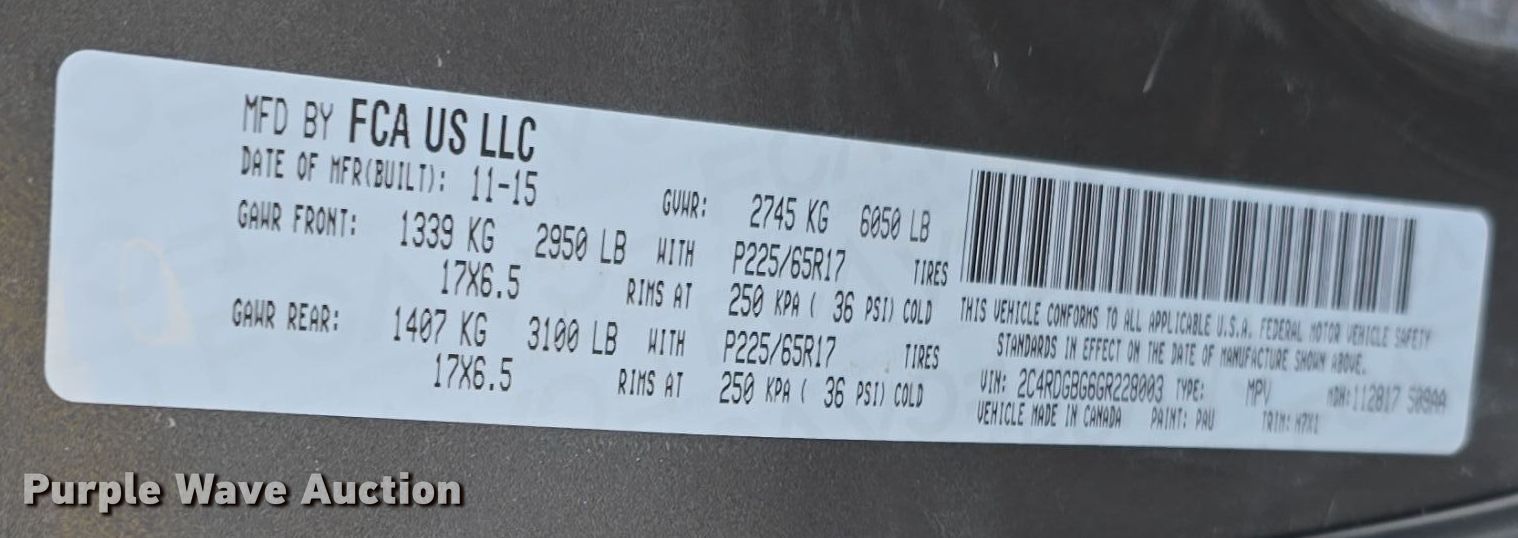 MFD BY FCA US LLC
DATE OF MFR(BUILT): 11-15 GVWR: 2745 KG 6050 LB
GAWR FRONT: 1339 KG 2950 LB WITH P225/65R17 TIRES
17X6.5 RIMS AT 250 KPA ( 36 PSI) COLD
GAWR REAR: 1407 KG 3100 LB WITH P225/65R17 TIRES
17X6.5 RIMS AT 250 KPA ( 36 PSI) COLD
THIS VEHICLE CONFORMS TO ALL APPLICABLE U.S.A. FEDERAL MOTOR VEHICLE SAFETY
STANDARDS IN EFFECT ON THE DATE OF MANUFACTURE SHOWN ABOVE.
VIN: 2C4RDGBG6GR228003 TYPE: MPV MDH:112817 509AA
VEHICLE MADE IN CANADA PAINT: PAU TRIM:
Purple Wave Auction